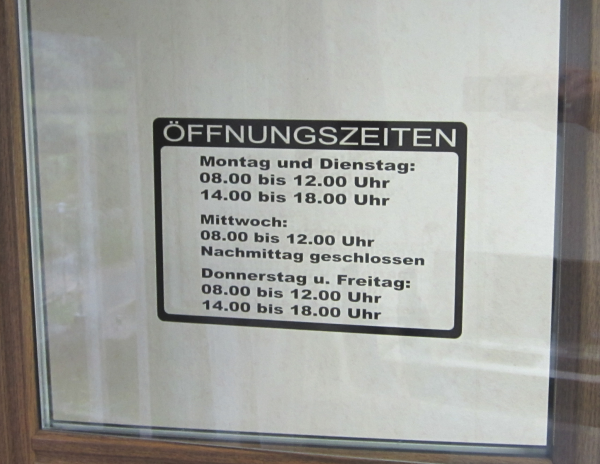 ÖFFNUNGSZEITEN
Montag und Dienstag:
08.00 bis 12.00 Uhr
14.00 bis 18.00 Uhr
Mittwoch:
08.00 bis 12.00 Uhr
Nachmittag geschlossen
Donnerstag u. Freitag:
08.00 bis 12.00 Uhr
14.00 bis 18.00 Uhr